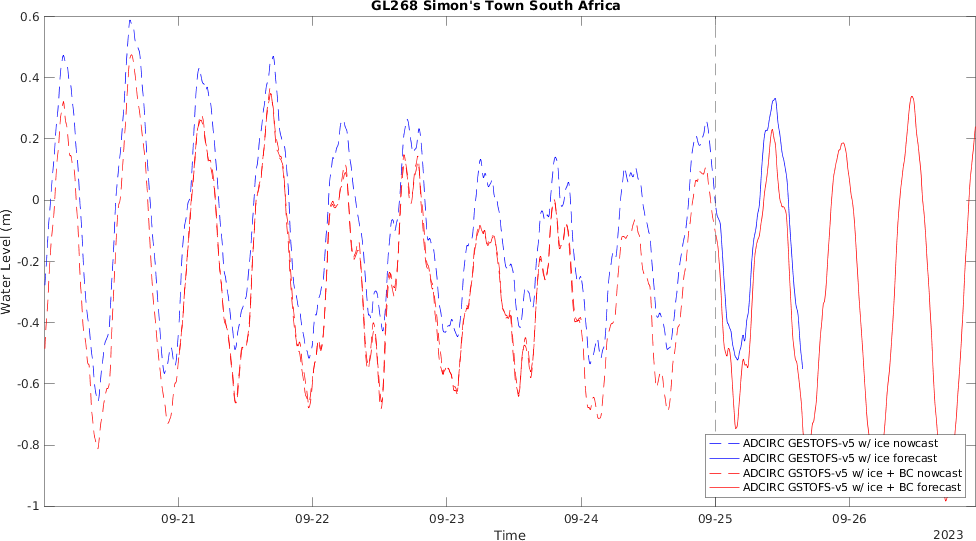 GL268 Simon's Town South Africa
0.6
0.4
0.2
0
-0.2
-0.4
-0.6
-0.8
-1
Water Level (m)
09-21 09-22 09-23 09-24 09-25 09-26
Time
2023
ADCIRC GESTOFS-v5 w/ ice nowcast
ADCIRC GESTOFS-v5 w/ ice forecast
ADCIRC GSTOFS-v5 w/ ice + BC nowcast
ADCIRC GSTOFS-v5 w/ ice + BC forecast